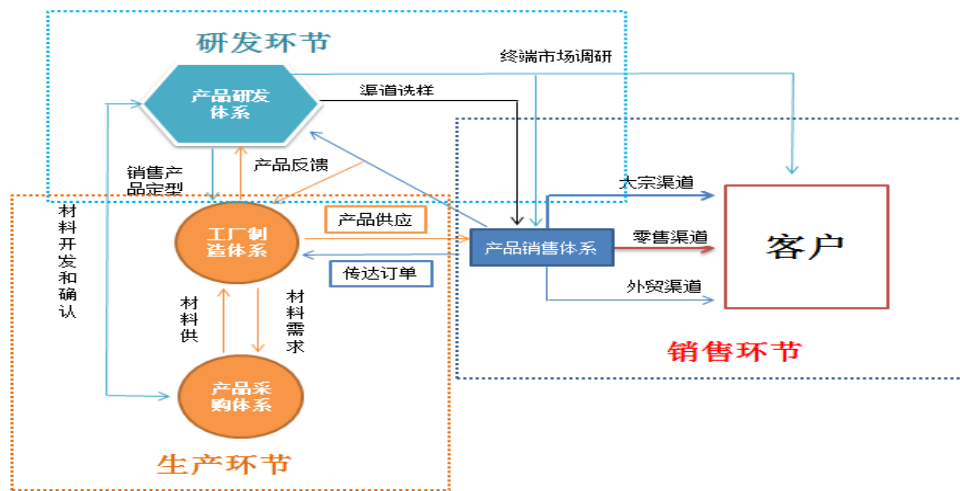 研发环节
终端市场调研
产品研发
体系
渠道选样
销售产
品定型
产品反馈
大宗渠道
产品供应
工厂制
造体系
产品销售体系
零售渠道
客户
传达订单
外贸渠道
材料开发和确认
材料供
材料需求
销售环节
产品采
购体系
生产环节